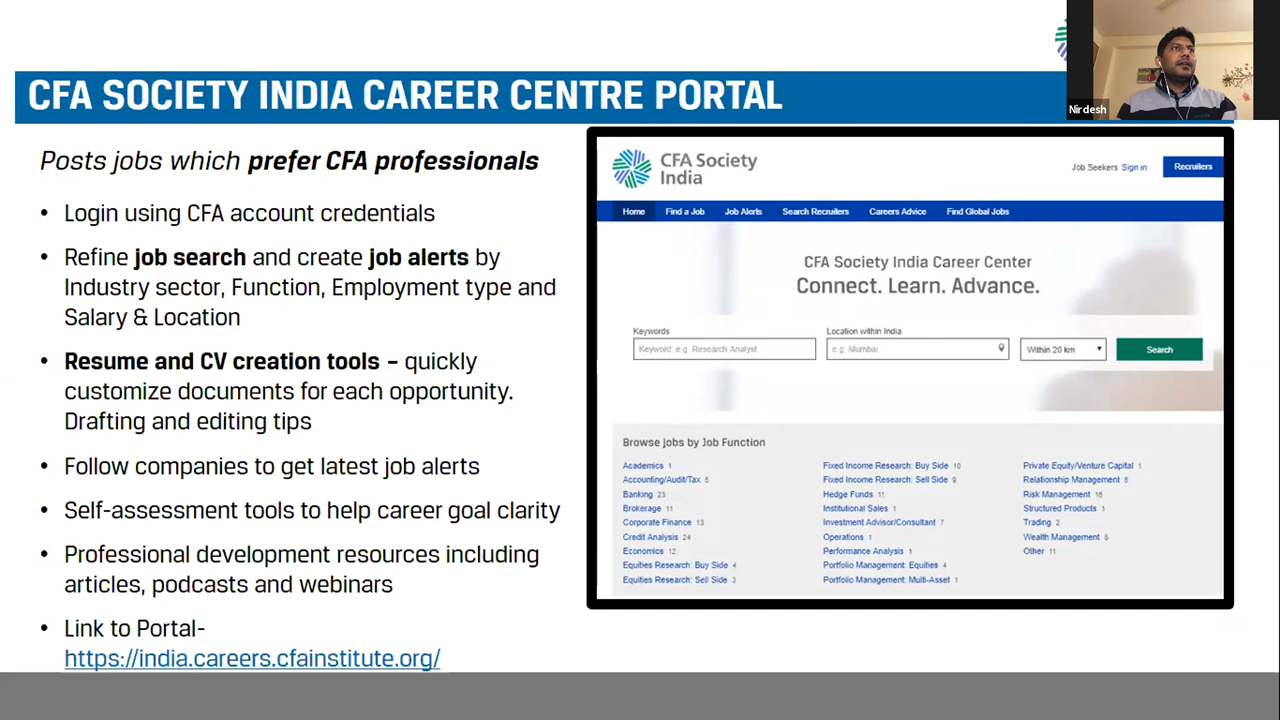 CFA SOCIETY INDIA CAREER CENTRE PORTAL
Nirdesh
Posts jobs which prefer CFA professionals
• Login using CFA account credentials
• Refine job search and create job alerts by
Industry sector, Function, Employment type and
Salary & Location
• Resume and CV creation tools – quickly
customize documents for each opportunity.
Drafting and editing tips
• Follow companies to get latest job alerts
• Self-assessment tools to help career goal clarity
• Professional development resources including
articles, podcasts and webinars
• Link to Portal-
https://india.careers.cfainstitute.org/
CFA Society
India
Job Seekers Sign in
Recruiters
Home Find a Job Job Alerts Search Recruiters Careers Advice Find Global Jobs
CFA Society India Career Center
Connect. Learn. Advance.
Keywords
Keyword: e.g. Research Analyst
Location within India
e.g. Mumbai
Within 20 km
Search
Browse jobs by Job Function
Academics 1
Accounting/Audit/Tax 5
Banking 23
Brokerage 11
Corporate Finance 13
Credit Analysis 24
Economics 12
Equities Research: Buy Side 4
Equities Research: Sell Side 3
Fixed Income Research: Buy Side 10
Fixed Income Research: Sell Side 9
Hedge Funds 11
Institutional Sales 1
Investment Advisor/Consultant 7
Operations 1
Performance Analysis 1
Portfolio Management: Equities 4
Portfolio Management: Multi-Asset 1
Private Equity/Venture Capital 1
Relationship Management 8
Risk Management 18
Structured Products 1
Trading 2
Wealth Management 5
Other 11